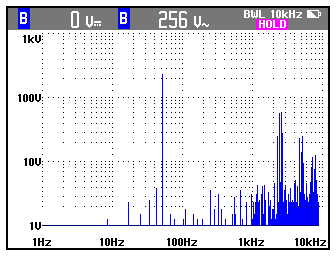 B 0 V⎓ B 256 V~ BWL 10kHz
HOLD
1kV
100V
10V
1V
1Hz 10Hz 100Hz 1kHz 10kHz